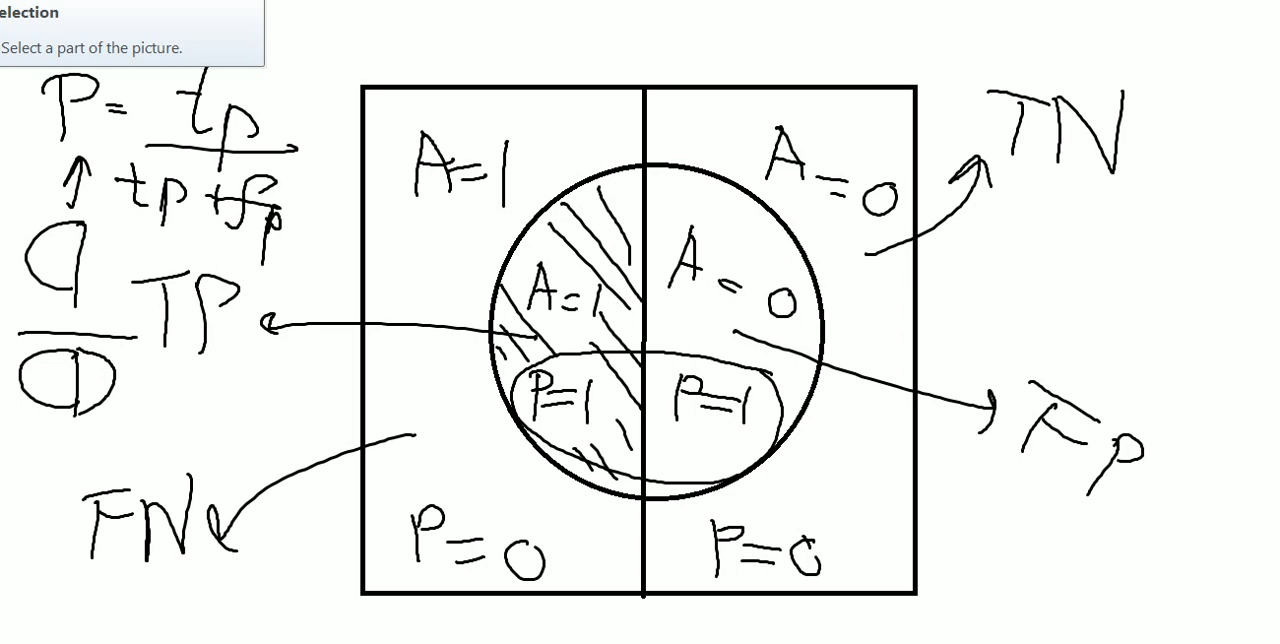 election
Select a part of the picture.
P = tp
tp + fp
TN
A=1
A=0
A=1
A=0
TP
P=1
P=1
Fp
FN
P=0
P=0